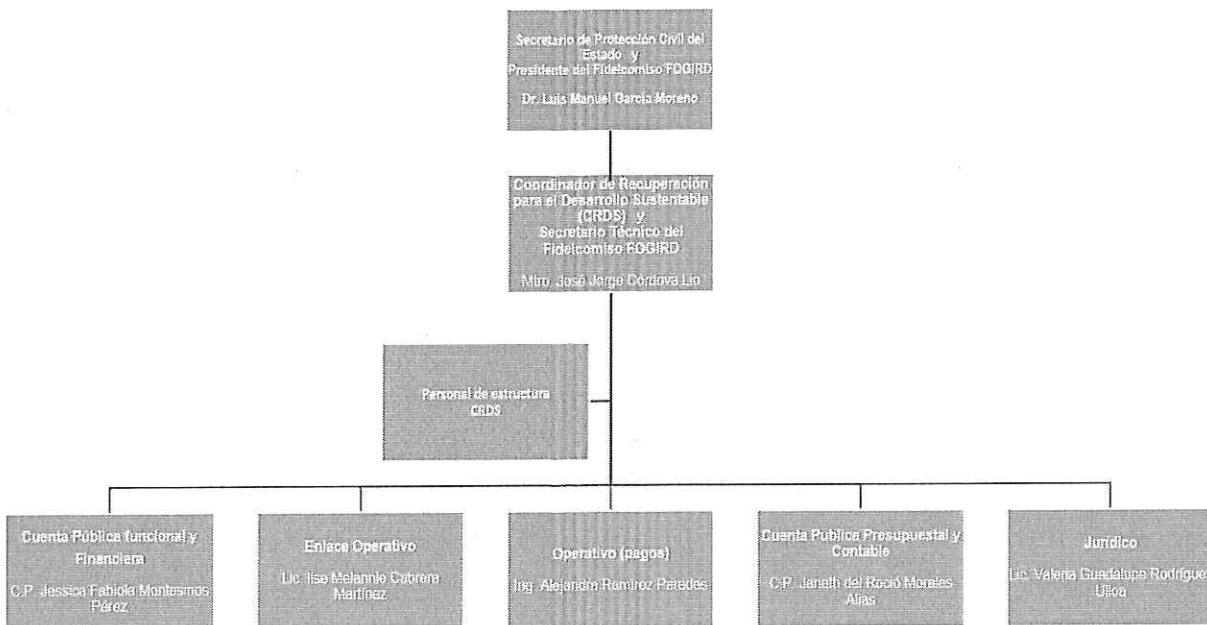 Secretario de Protección Civil del
Estado y
Presidente del Fideicomiso FOGIRD
Dr. Luis Manuel García Moreno
Coordinador de Recuperación
para el Desarrollo Sustentable
(CRDS) y
Secretario Técnico del
Fideicomiso FOGIRD
Mtro. José Jorge Córdova Lio
Personal de estructura
CRDS
Cuenta Pública funcional y
Financiera
C.P. Jessica Fabiola Montesinos
Pérez
Enlace Operativo
Lic. Ilse Melannie Cabrera
Martínez
Operativo (pagos)
Ing. Alejandra Ramírez Paredes
Cuenta Publica Presupuestal y
Contable
C.P. Janeth del Roció Morales
Jurídico
Lic. Valeria Guadalupe Rodríguez
Ulloa